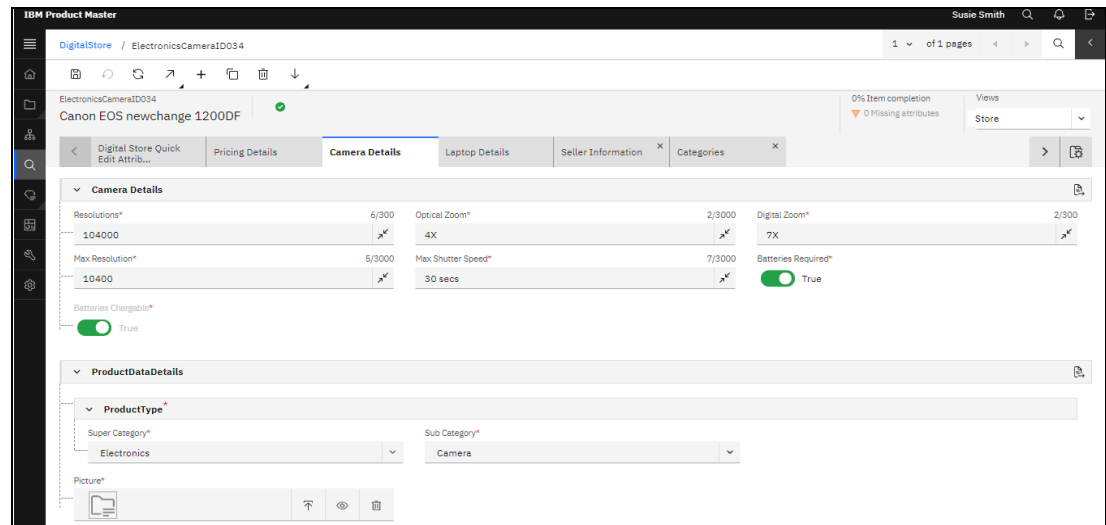 IBM Product Master Susie Smith
DigitalStore / ElectronicsCameraID034 1 of 1 pages
ElectronicsCameraID034 0% Item completion Views
Canon EOS newchange 1200DF 0 Missing attributes Store
Digital Store Quick Edit Attrib... Pricing Details Camera Details Laptop Details Seller Information × Categories ×
Camera Details
Resolutions* 6/300 Optical Zoom* 2/3000 Digital Zoom* 2/300
104000 4X 7X
Max Resolution* 5/3000 Max Shutter Speed* 7/3000 Batteries Required*
10400 30 secs True
Batteries Chargable*
True
ProductDataDetails
ProductType*
Super Category* Sub Category*
Electronics Camera
Picture*